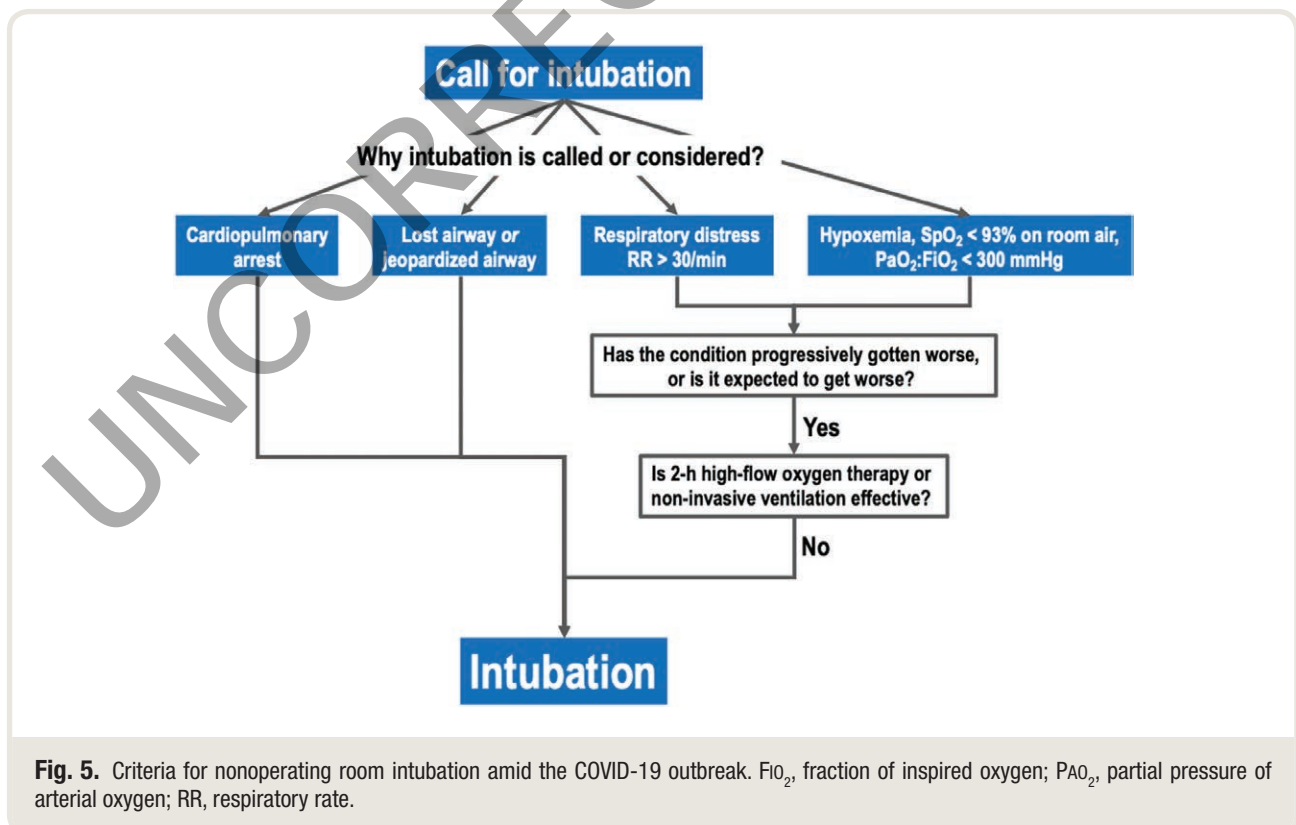 Call for intubation
Why intubation is called or considered?
Cardiopulmonary
arrest
Lost airway or
jeopardized airway
Respiratory distress
RR > 30/min
Hypoxemia, SpO₂ < 93% on room air,
PaO₂:FiO₂ < 300 mmHg
Has the condition progressively gotten worse,
or is it expected to get worse?
Yes
Is 2-h high-flow oxygen therapy or
non-invasive ventilation effective?
No
Intubation
UNCORREC
Fig. 5. Criteria for nonoperating room intubation amid the COVID-19 outbreak. FIO₂, fraction of inspired oxygen; PAO₂, partial pressure of
arterial oxygen; RR, respiratory rate.